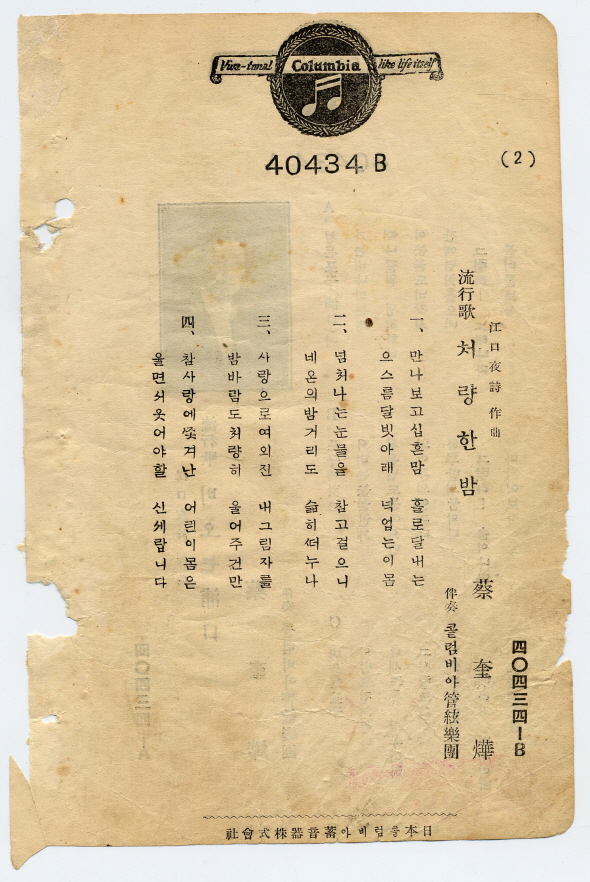 Viva-tonal Columbia like life itself
40434 B
(2)
四〇四三四-B
江口夜詩 作曲
流行歌 처량한밤 蔡奎燁
伴奏 콜럼비아管絃樂團
一、만나보고십흔맘 홀로달내는
으스름달빗아래 넉업는이몸
二、넘처나는눈물을 참고걸으니
네온의밤거리도 슯히떠누나
三、사랑으로여외진 내그림자를
밤바람도처량히 울어주건만
四、참사랑에쫏겨난 어린이몸은
울면서웃어야할 신세랍니다
日本콜럼비아蓄音器株式會社